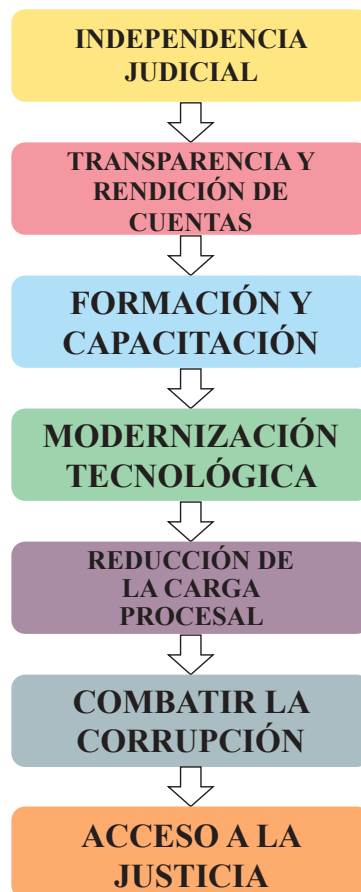 INDEPENDENCIA
JUDICIAL
TRANSPARENCIA Y
RENDICIÓN DE
CUENTAS
FORMACIÓN Y
CAPACITACIÓN
MODERNIZACIÓN
TECNOLÓGICA
REDUCCIÓN DE
LA CARGA
PROCESAL
COMBATIR LA
CORRUPCIÓN
ACCESO A LA
JUSTICIA